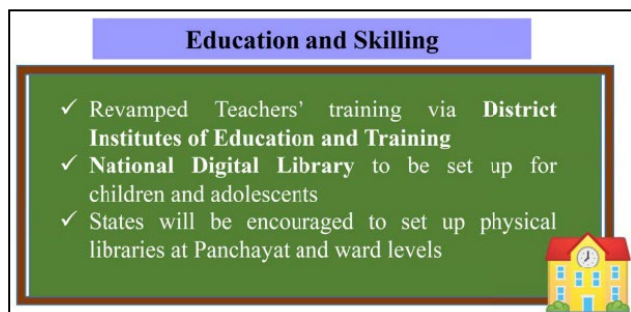 Education and Skilling
✓ Revamped Teachers' training via District
Institutes of Education and Training
✓ National Digital Library to be set up for
children and adolescents
✓ States will be encouraged to set up physical
libraries at Panchayat and ward levels